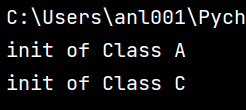 C:\Users\anl001\Pych
init of Class A
init of Class C